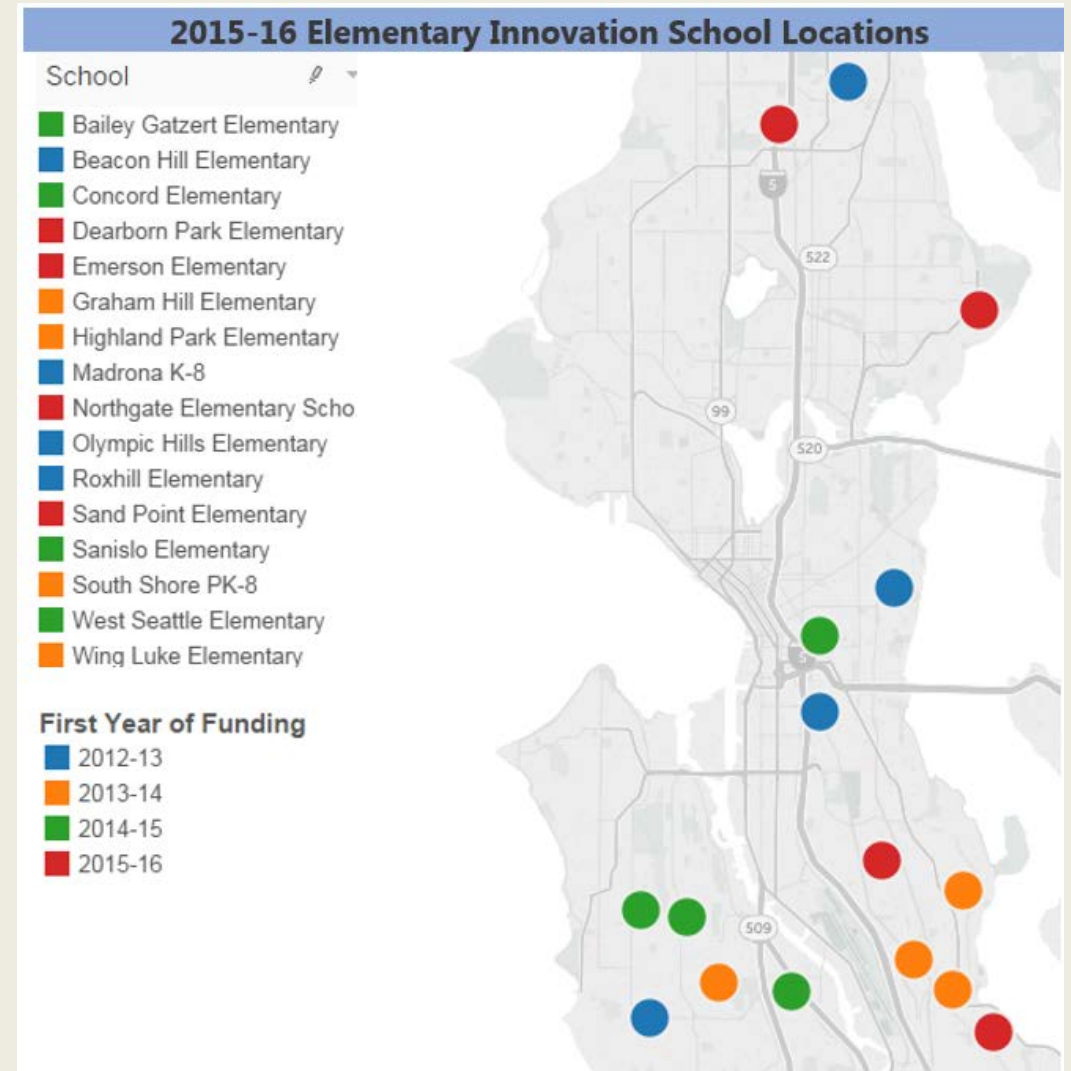 2015-16 Elementary Innovation School Locations
School
Bailey Gatzert Elementary
Beacon Hill Elementary
Concord Elementary
Dearborn Park Elementary
Emerson Elementary
Graham Hill Elementary
Highland Park Elementary
Madrona K-8
Northgate Elementary Scho
Olympic Hills Elementary
Roxhill Elementary
Sand Point Elementary
Sanislo Elementary
South Shore PK-8
West Seattle Elementary
Wing Luke Elementary
First Year of Funding
2012-13
2013-14
2014-15
2015-16
5
522
99
520
5
509